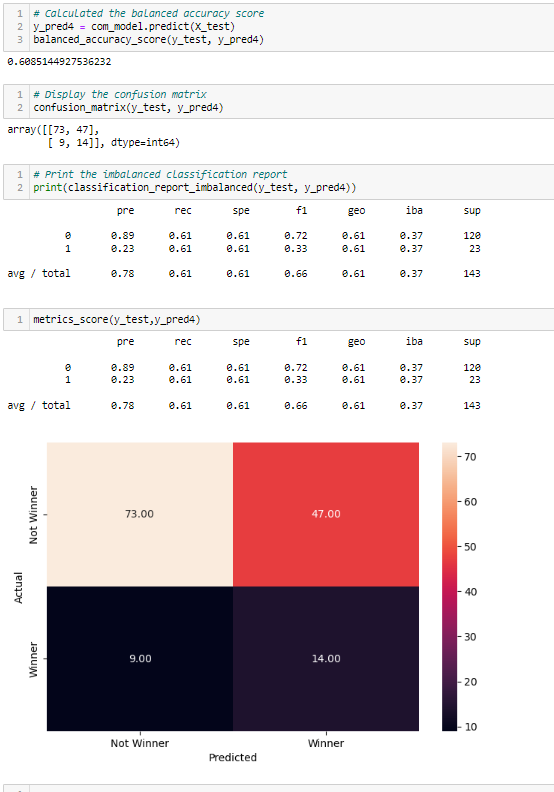 1 # Calculated the balanced accuracy score
2 y_pred4 = com_model.predict(X_test)
3 balanced_accuracy_score(y_test, y_pred4)
0.6085144927536232
1 # Display the confusion matrix
2 confusion_matrix(y_test, y_pred4)
array([[73, 47],
[ 9, 14]], dtype=int64)
1 # Print the imbalanced classification report
2 print(classification_report_imbalanced(y_test, y_pred4))
pre rec spe f1 geo iba sup
0 0.89 0.61 0.61 0.72 0.61 0.37 120
1 0.23 0.61 0.61 0.33 0.61 0.37 23
avg / total 0.78 0.61 0.61 0.66 0.61 0.37 143
1 metrics_score(y_test,y_pred4)
pre rec spe f1 geo iba sup
0 0.89 0.61 0.61 0.72 0.61 0.37 120
1 0.23 0.61 0.61 0.33 0.61 0.37 23
avg / total 0.78 0.61 0.61 0.66 0.61 0.37 143
Actual
Not Winner
73.00 47.00
Winner
9.00 14.00
Not Winner Winner
Predicted
70
60
50
40
30
20
10